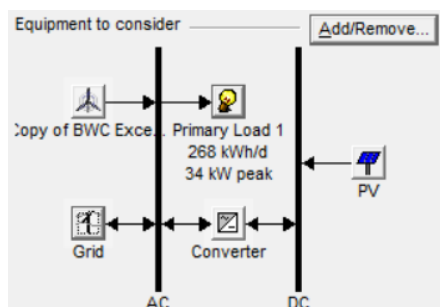 Equipment to consider
Add/Remove...
Copy of BWC Exce...
Primary Load 1
268 kWh/d
34 kW peak
PV
Grid
Converter
AC
DC